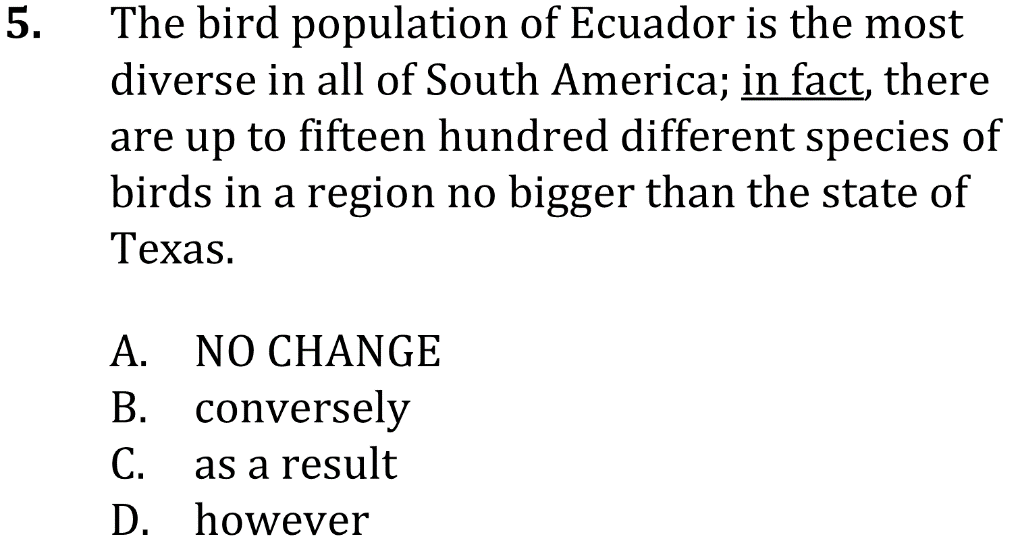 5. The bird population of Ecuador is the most
diverse in all of South America; in fact, there
are up to fifteen hundred different species of
birds in a region no bigger than the state of
Texas.
A. NO CHANGE
B. conversely
C. as a result
D. however